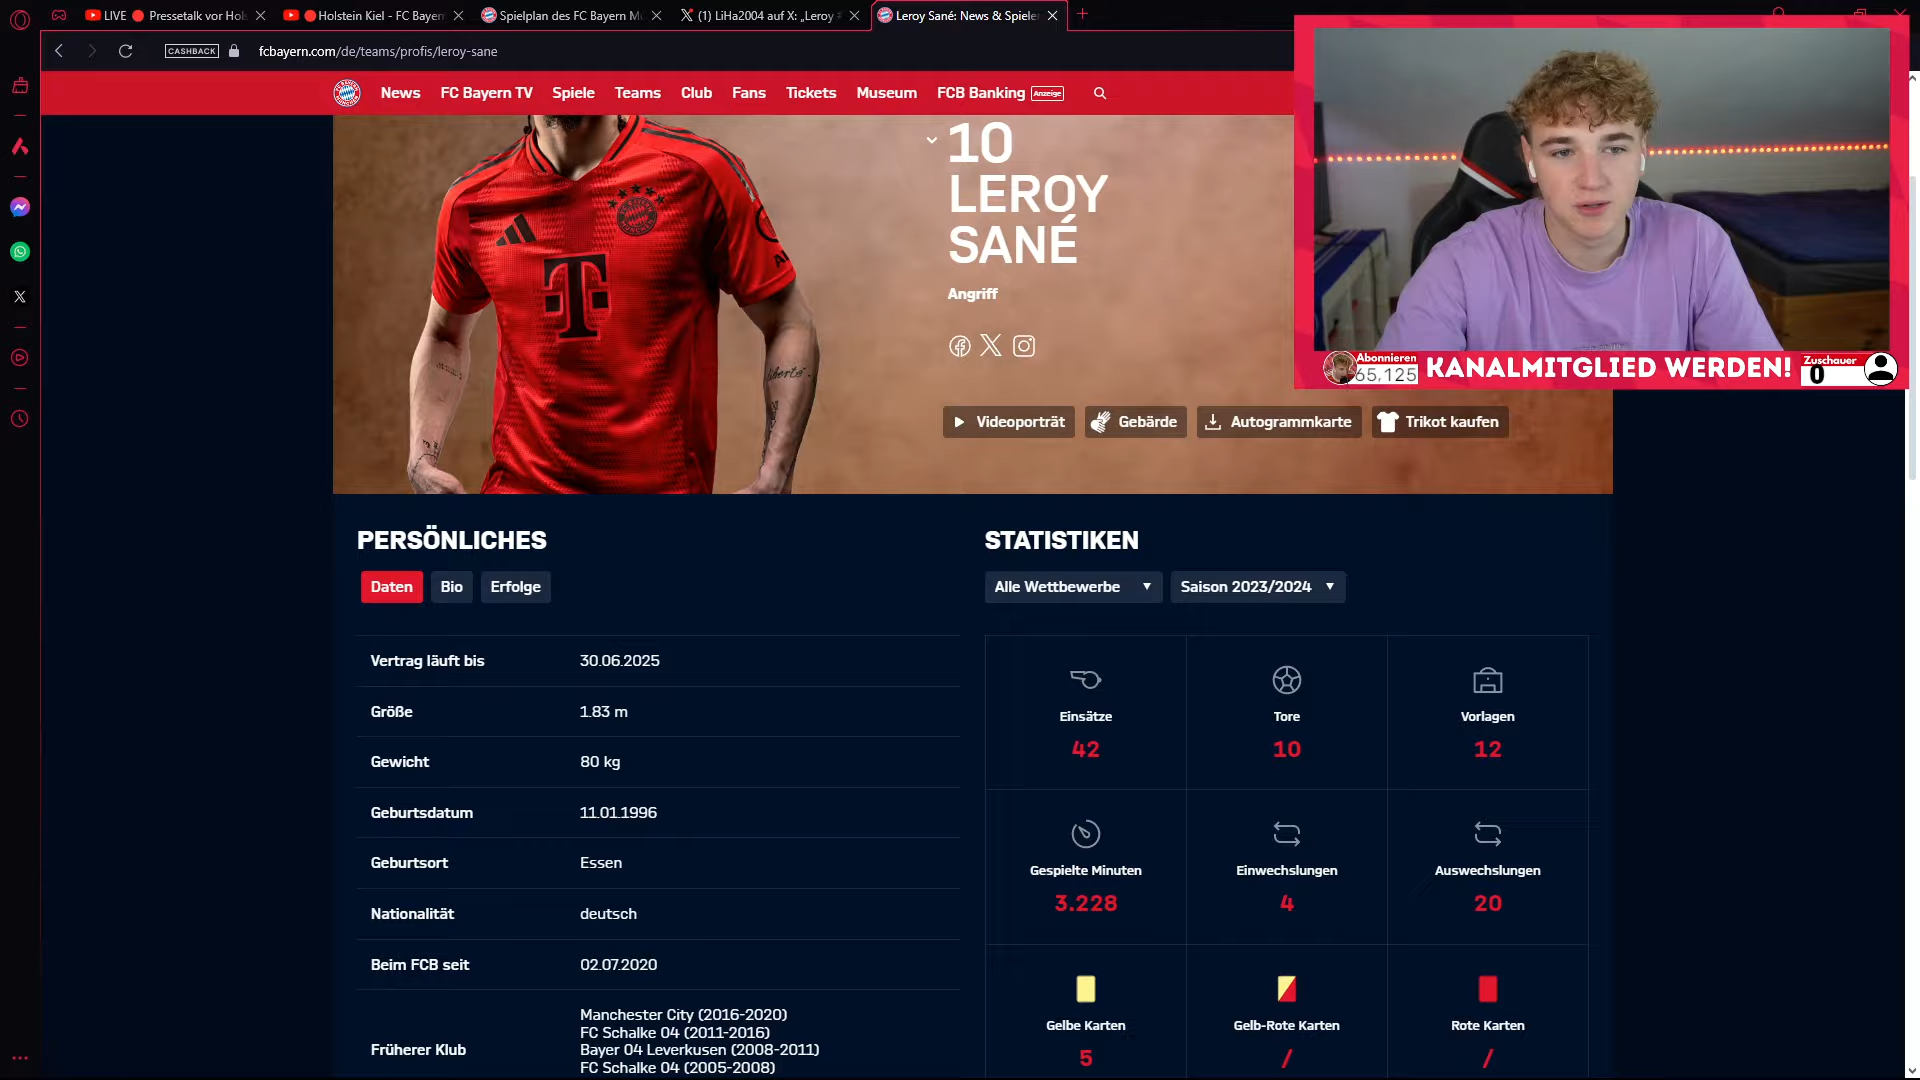 LIVE 🔴 Pressetalk vor Hols
🔴Holstein Kiel - FC Bayern
Spielplan des FC Bayern M
(1) LiHa2004 auf X: „Leroy
Leroy Sané: News & Spieler
CASHBACK
fcbayern.com/de/teams/profis/leroy-sane
News
FC Bayern TV
Spiele
Teams
Club
Fans
Tickets
Museum
FCB Banking Anzeige
10
LEROY
SANÉ
Angriff
T
liberté
Videoporträt
Gebärde
Autogrammkarte
Trikot kaufen
Abonnieren
65,125
KANALMITGLIED WERDEN!
Zuschauer
0
PERSÖNLICHES
Daten
Bio
Erfolge
Vertrag läuft bis 30.06.2025
Größe 1.83 m
Gewicht 80 kg
Geburtsdatum 11.01.1996
Geburtsort Essen
Nationalität deutsch
Beim FCB seit 02.07.2020
Früherer Klub
Manchester City (2016-2020)
FC Schalke 04 (2011-2016)
Bayer 04 Leverkusen (2008-2011)
FC Schalke 04 (2005-2008)
STATISTIKEN
Alle Wettbewerbe
Saison 2023/2024
Einsätze
42
Tore
10
Vorlagen
12
Gespielte Minuten
3.228
Einwechslungen
4
Auswechslungen
20
Gelbe Karten
5
Gelb-Rote Karten
/
Rote Karten
/